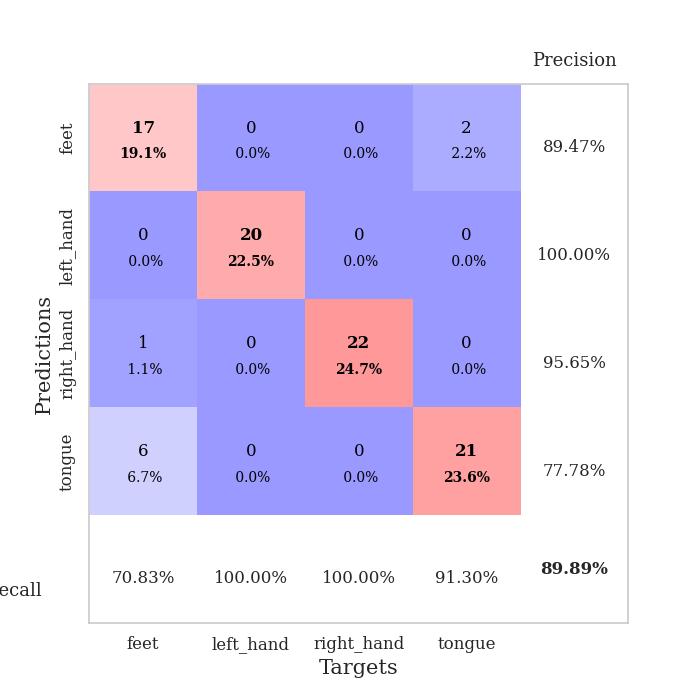 Precision
feet 17 0 0 2 89.47%
19.1% 0.0% 0.0% 2.2%
left_hand 0 20 0 0 100.00%
0.0% 22.5% 0.0% 0.0%
right_hand 1 0 22 0 95.65%
1.1% 0.0% 24.7% 0.0%
tongue 6 0 0 21 77.78%
6.7% 0.0% 0.0% 23.6%
Predictions
ecall 70.83% 100.00% 100.00% 91.30% 89.89%
feet left_hand right_hand tongue
Targets